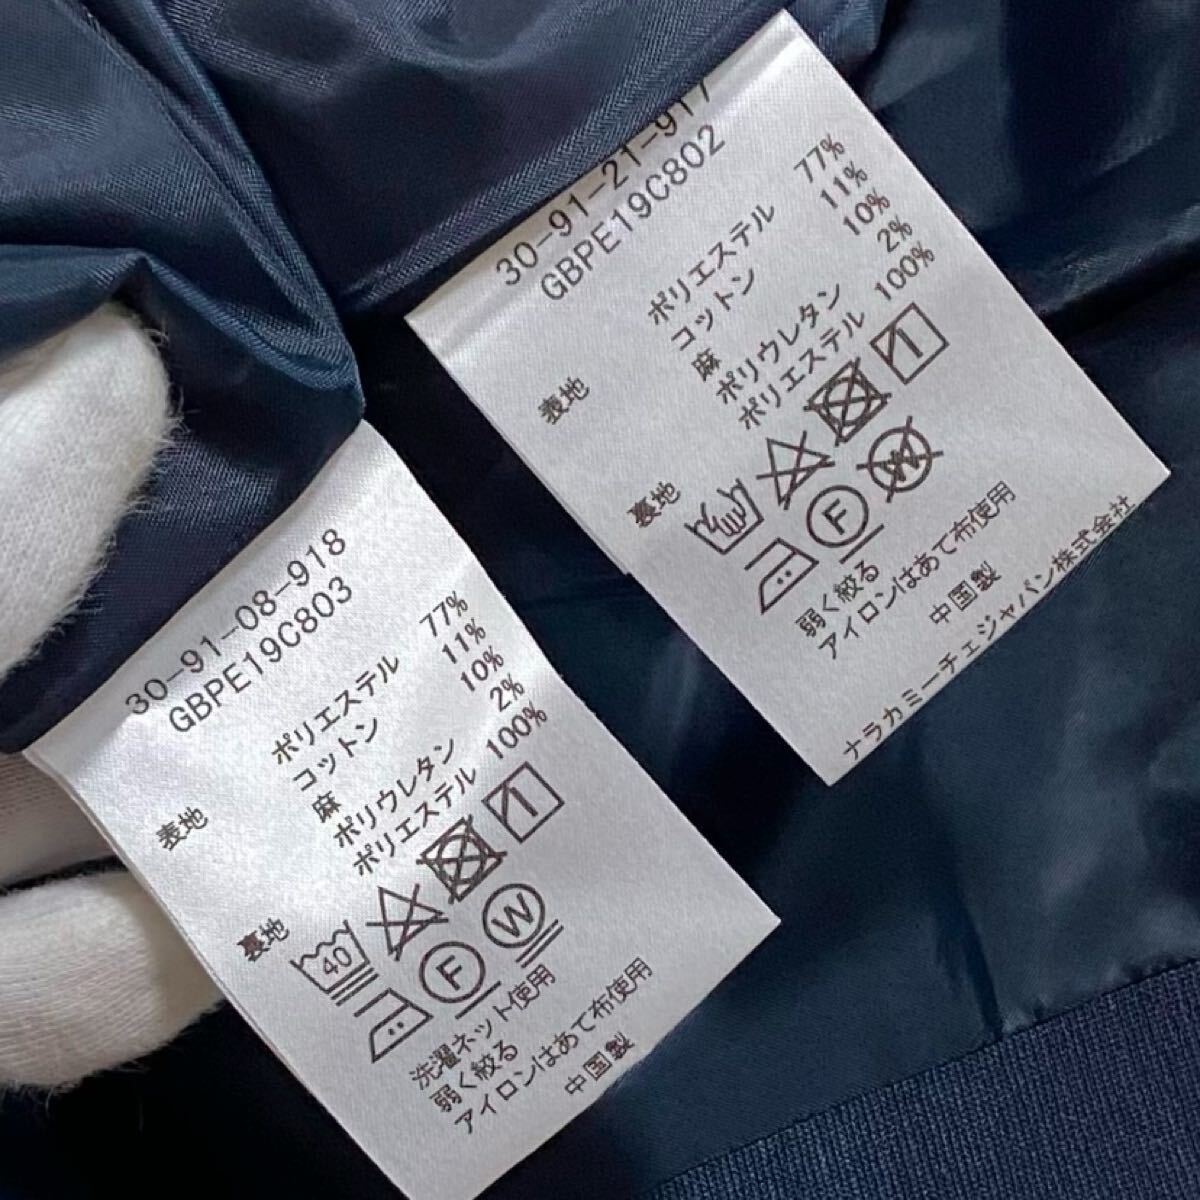 30-91-21-917
GBPE19C802
表地
ポリエステル 77%
コットン 11%
麻 10%
ポリウレタン 2%
裏地
ポリエステル 100%
F
W
弱く絞る
アイロンはあて布使用
中国製
ナラカミーチェジャパン株式会社
30-91-08-918
GBPE19C803
表地
ポリエステル 77%
コットン 11%
麻 10%
ポリウレタン 2%
裏地
ポリエステル 100%
40
F
W
洗濯ネット使用
弱く絞る
アイロンはあて布使用
中国製